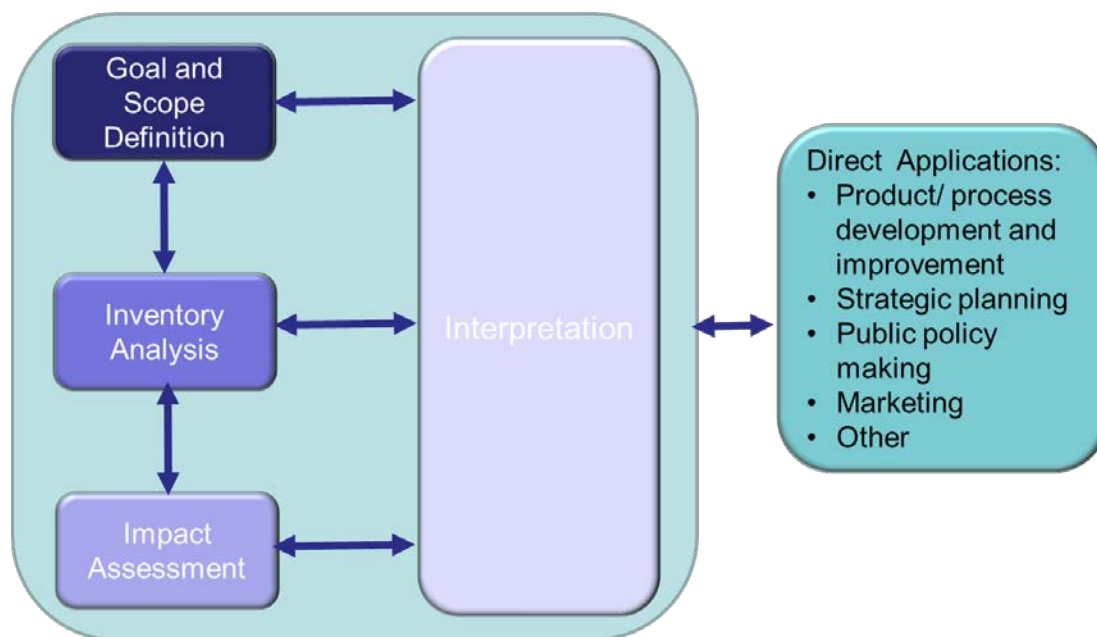 Goal and
Scope
Definition
Inventory
Analysis
Impact
Assessment
Interpretation
Direct Applications:
• Product/ process
development and
improvement
• Strategic planning
• Public policy
making
• Marketing
• Other